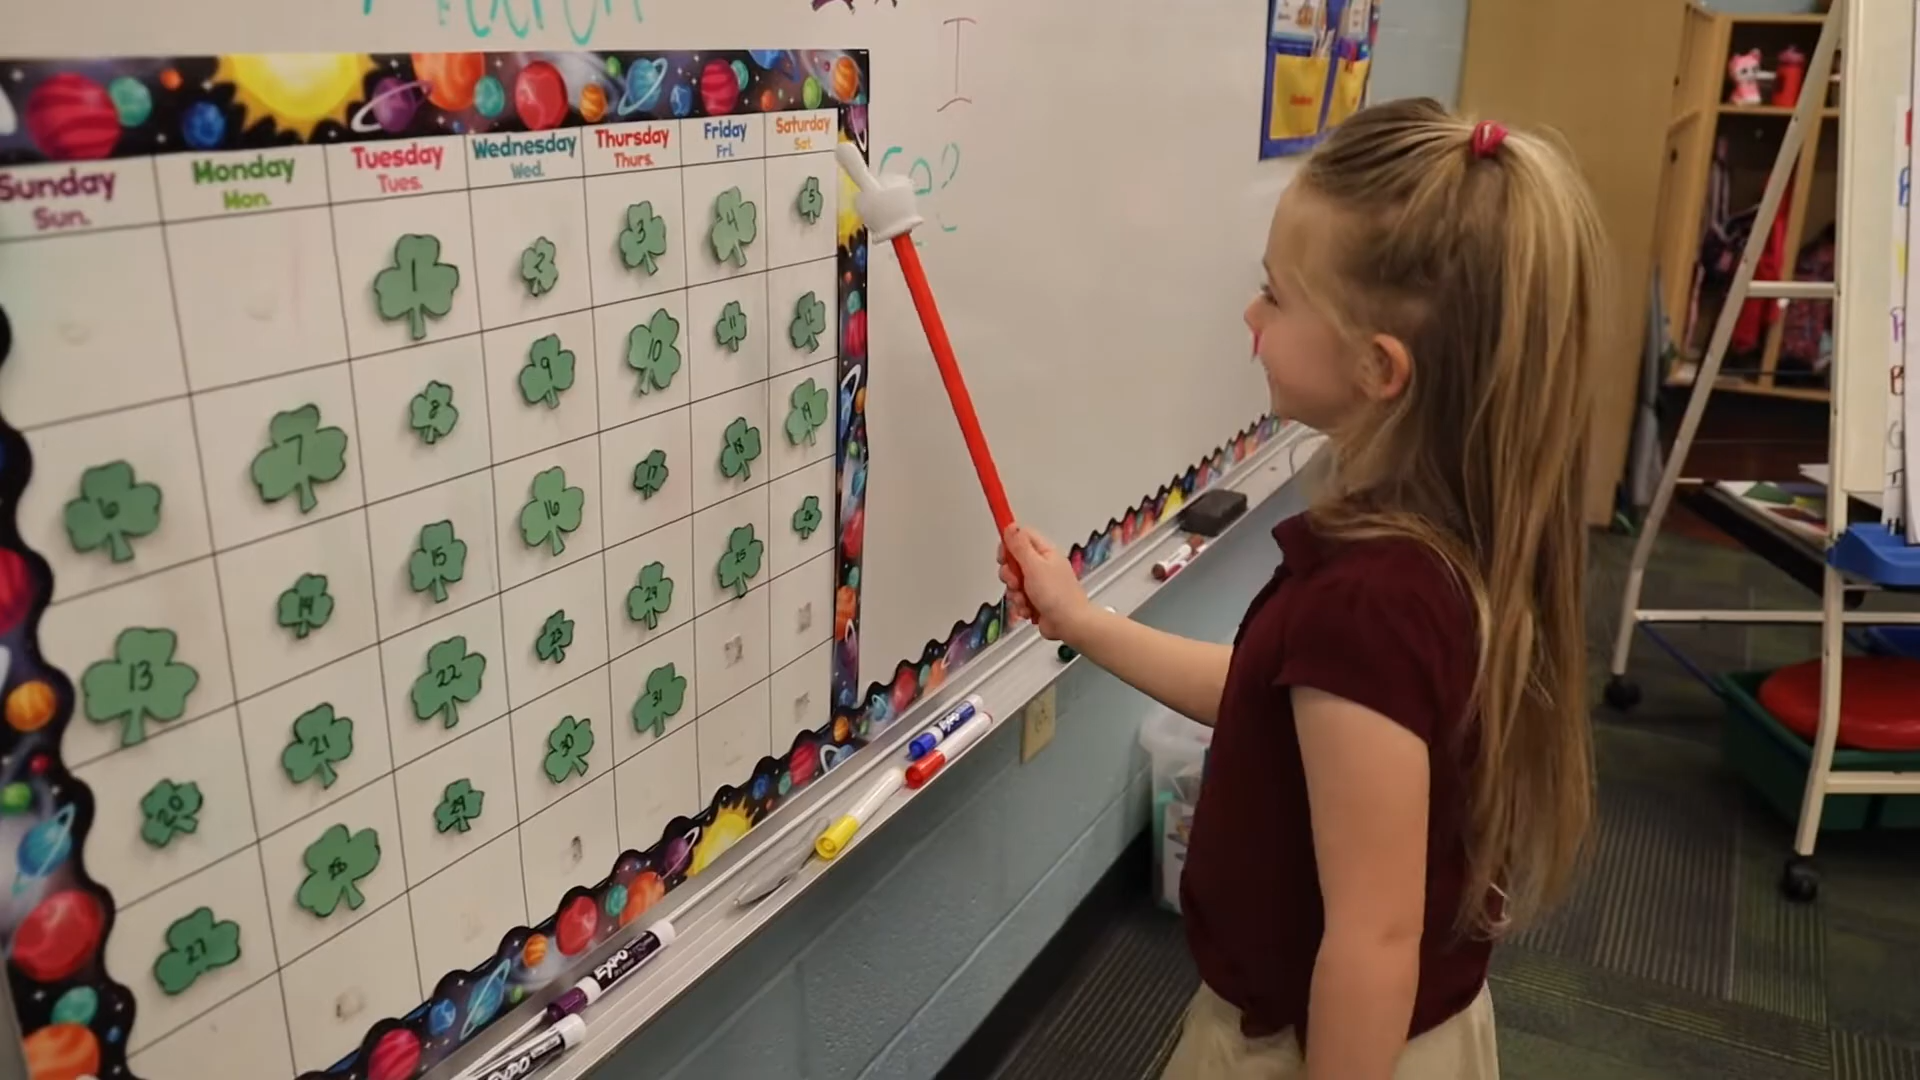 March
I
Sunday Monday Tuesday Wednesday Thursday Friday Saturday
Sun. Mon. Tues. Wed. Thurs. Fri. Sat.
1 2 3 4 5
6 7 8 9 10 11 12
13 14 15 16 17 18 19
20 21 22 23 24 25 26
27 28 29 30 31
EXPO
EXPO
EXPO